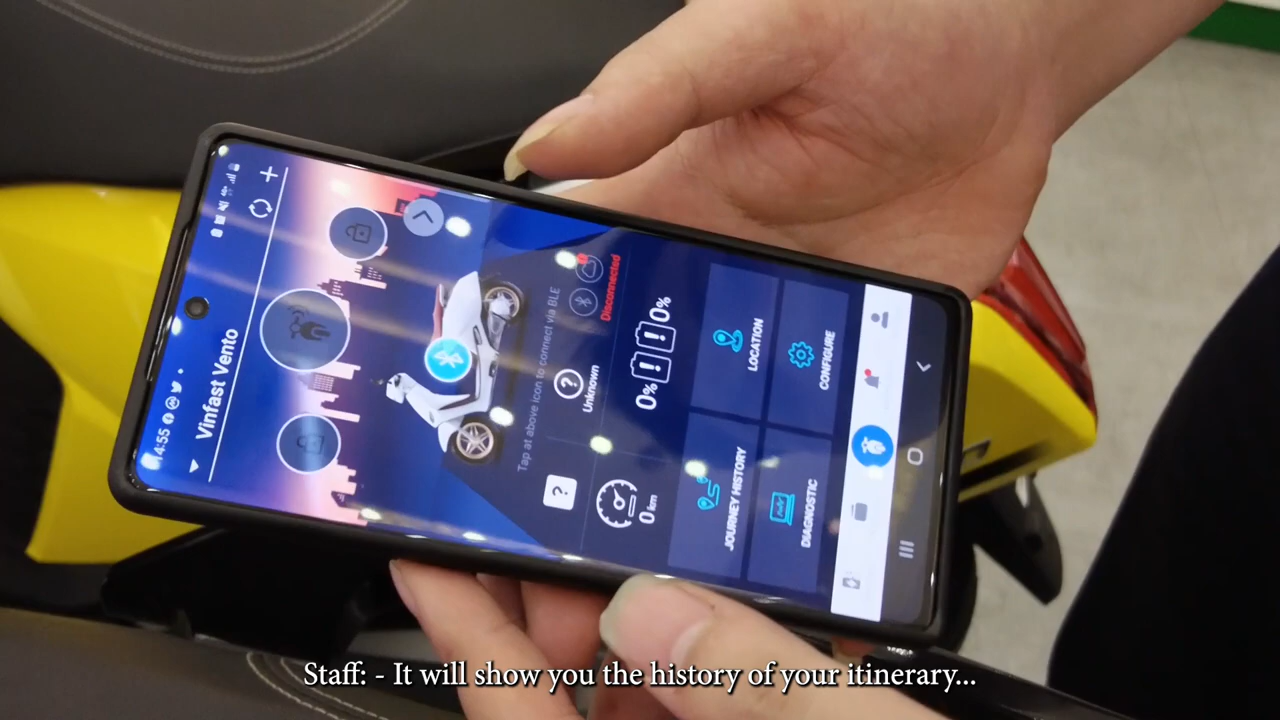 14:55
Vinfast Vento
Disconnected
Tap at above icon to connect via BLE
Unknown
0 km
0%
0%
LOCATION
JOURNEY HISTORY
CONFIGURE
DIAGNOSTIC
Staff: - It will show you the history of your itinerary...